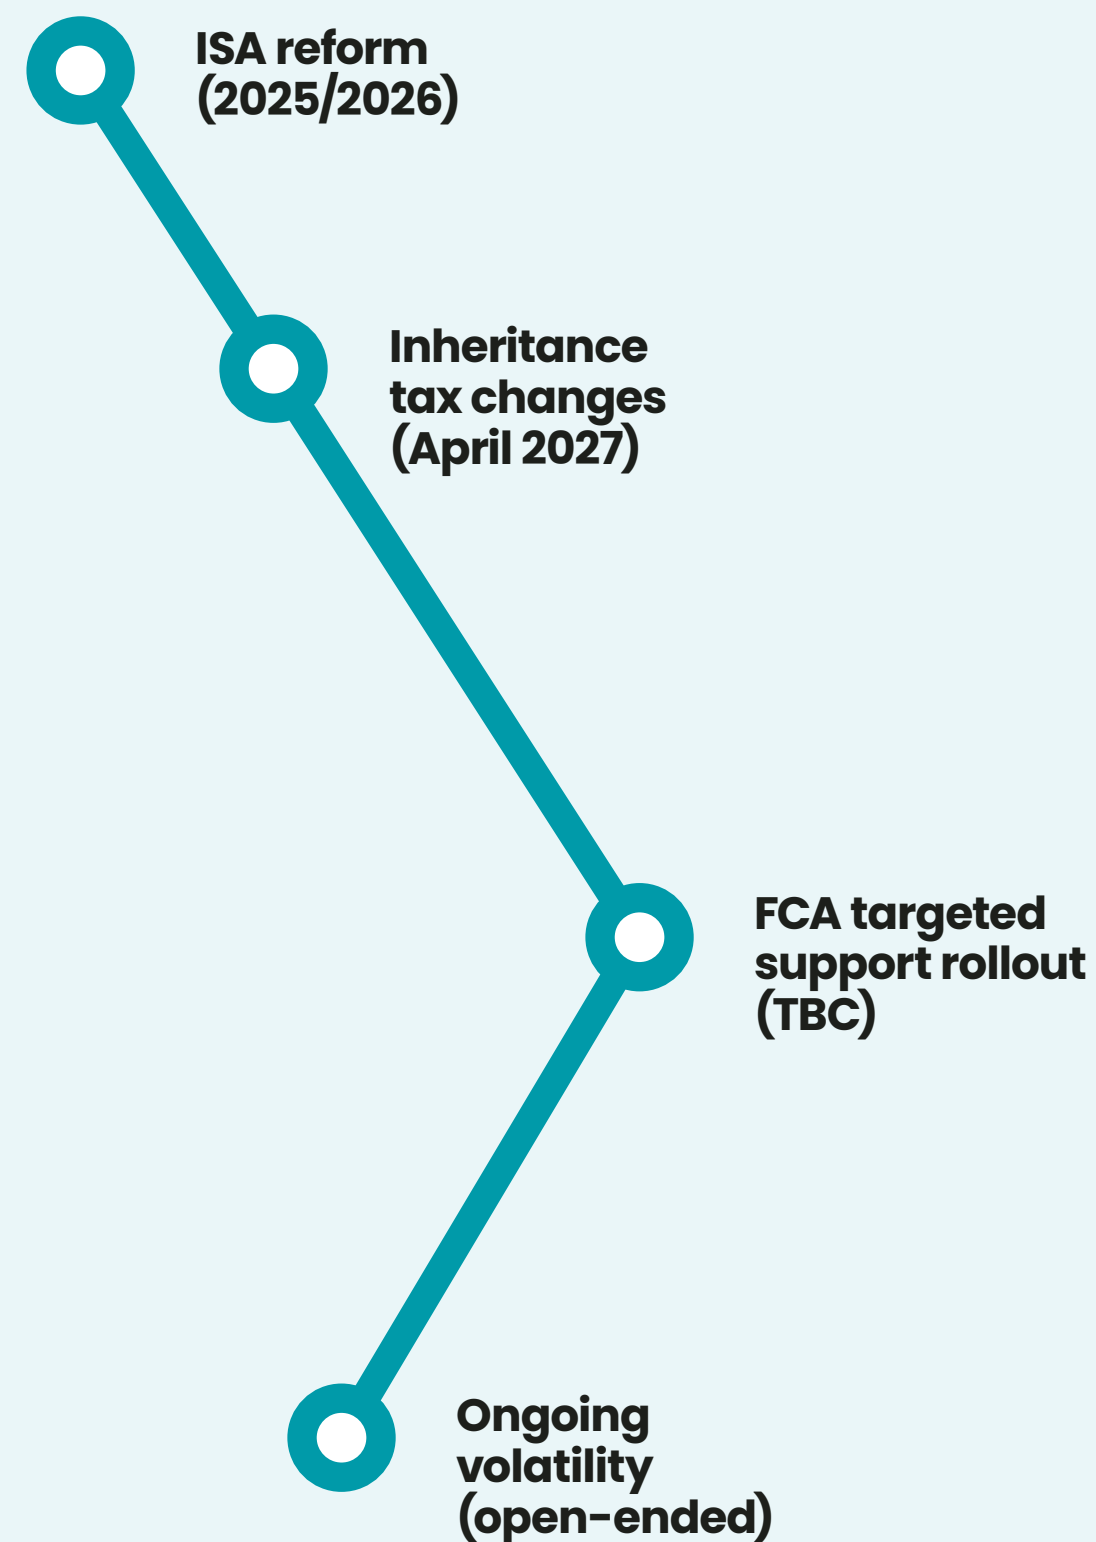 ISA reform
(2025/2026)
Inheritance
tax changes
(April 2027)
FCA targeted
support rollout
(TBC)
Ongoing
volatility
(open-ended)